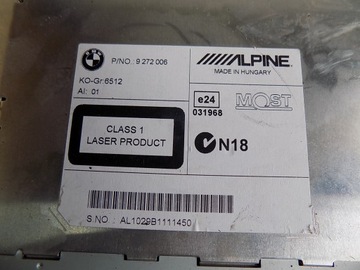 BMW
P/NO.: 9 272 006
KO-Gr:6512
AI: 01
ALPINE
MADE IN HUNGARY
e24
031968
MOST
CLASS 1
LASER PRODUCT
N18
S.NO.: AL1029B1111450